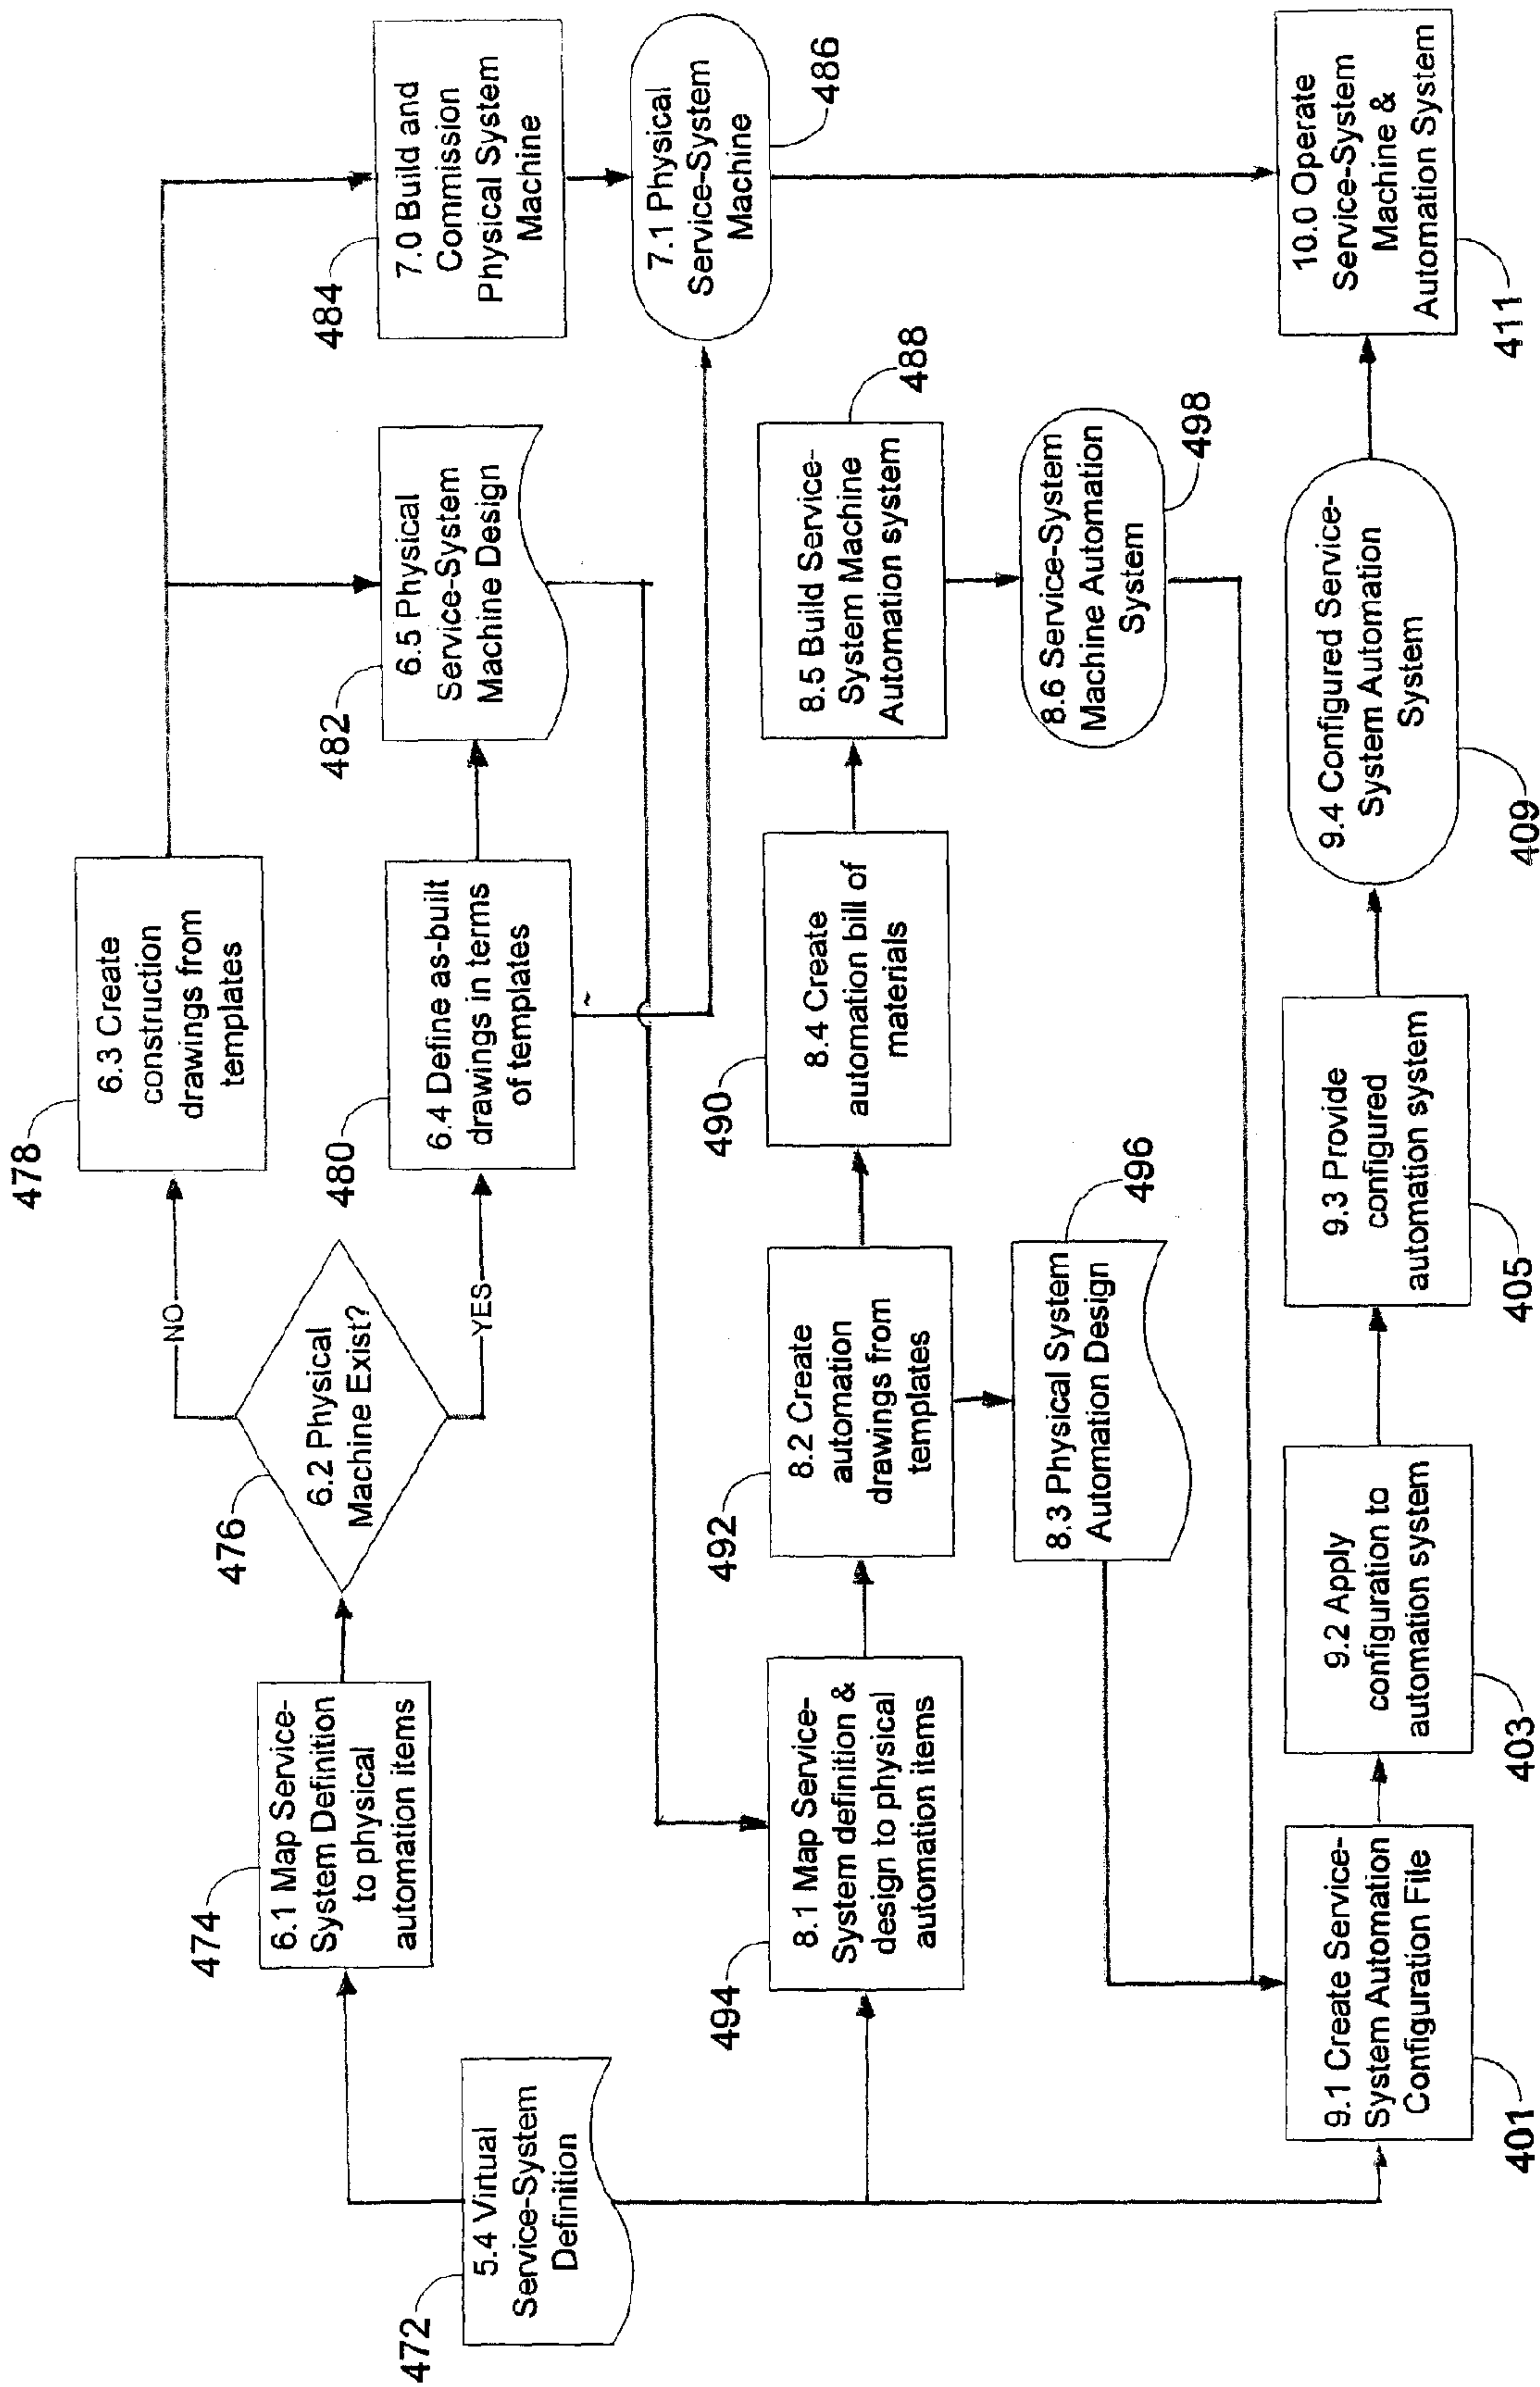 472
5.4 Virtual
Service-System
Definition
474
6.1 Map Service-
System Definition
to physical
automation items
476
6.2 Physical
Machine Exist?
NO
YES
478
6.3 Create
construction
drawings from
templates
480
6.4 Define as-built
drawings in terms
of templates
482
6.5 Physical
Service-System
Machine Design
484
7.0 Build and
Commission
Physical System
Machine
7.1 Physical
Service-System
Machine
486
494
8.1 Map Service-
System definition &
design to physical
automation items
492
8.2 Create
automation
drawings from
templates
8.3 Physical System
Automation Design
496
490
8.4 Create
automation bill of
materials
8.5 Build Service-
System Machine
Automation system
488
8.6 Service-System
Machine Automation
System
498
9.1 Create Service-
System Automation
Configuration File
401
9.2 Apply
configuration to
automation system
403
9.3 Provide
configured
automation system
405
9.4 Configured Service-
System Automation
System
409
10.0 Operate
Service-System
Machine &
Automation System
411